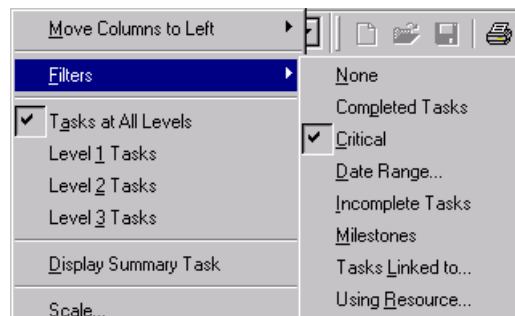 Move Columns to Left
Filters
Tasks at All Levels
Level 1 Tasks
Level 2 Tasks
Level 3 Tasks
Display Summary Task
Scale...
None
Completed Tasks
Critical
Date Range...
Incomplete Tasks
Milestones
Tasks Linked to...
Using Resource...